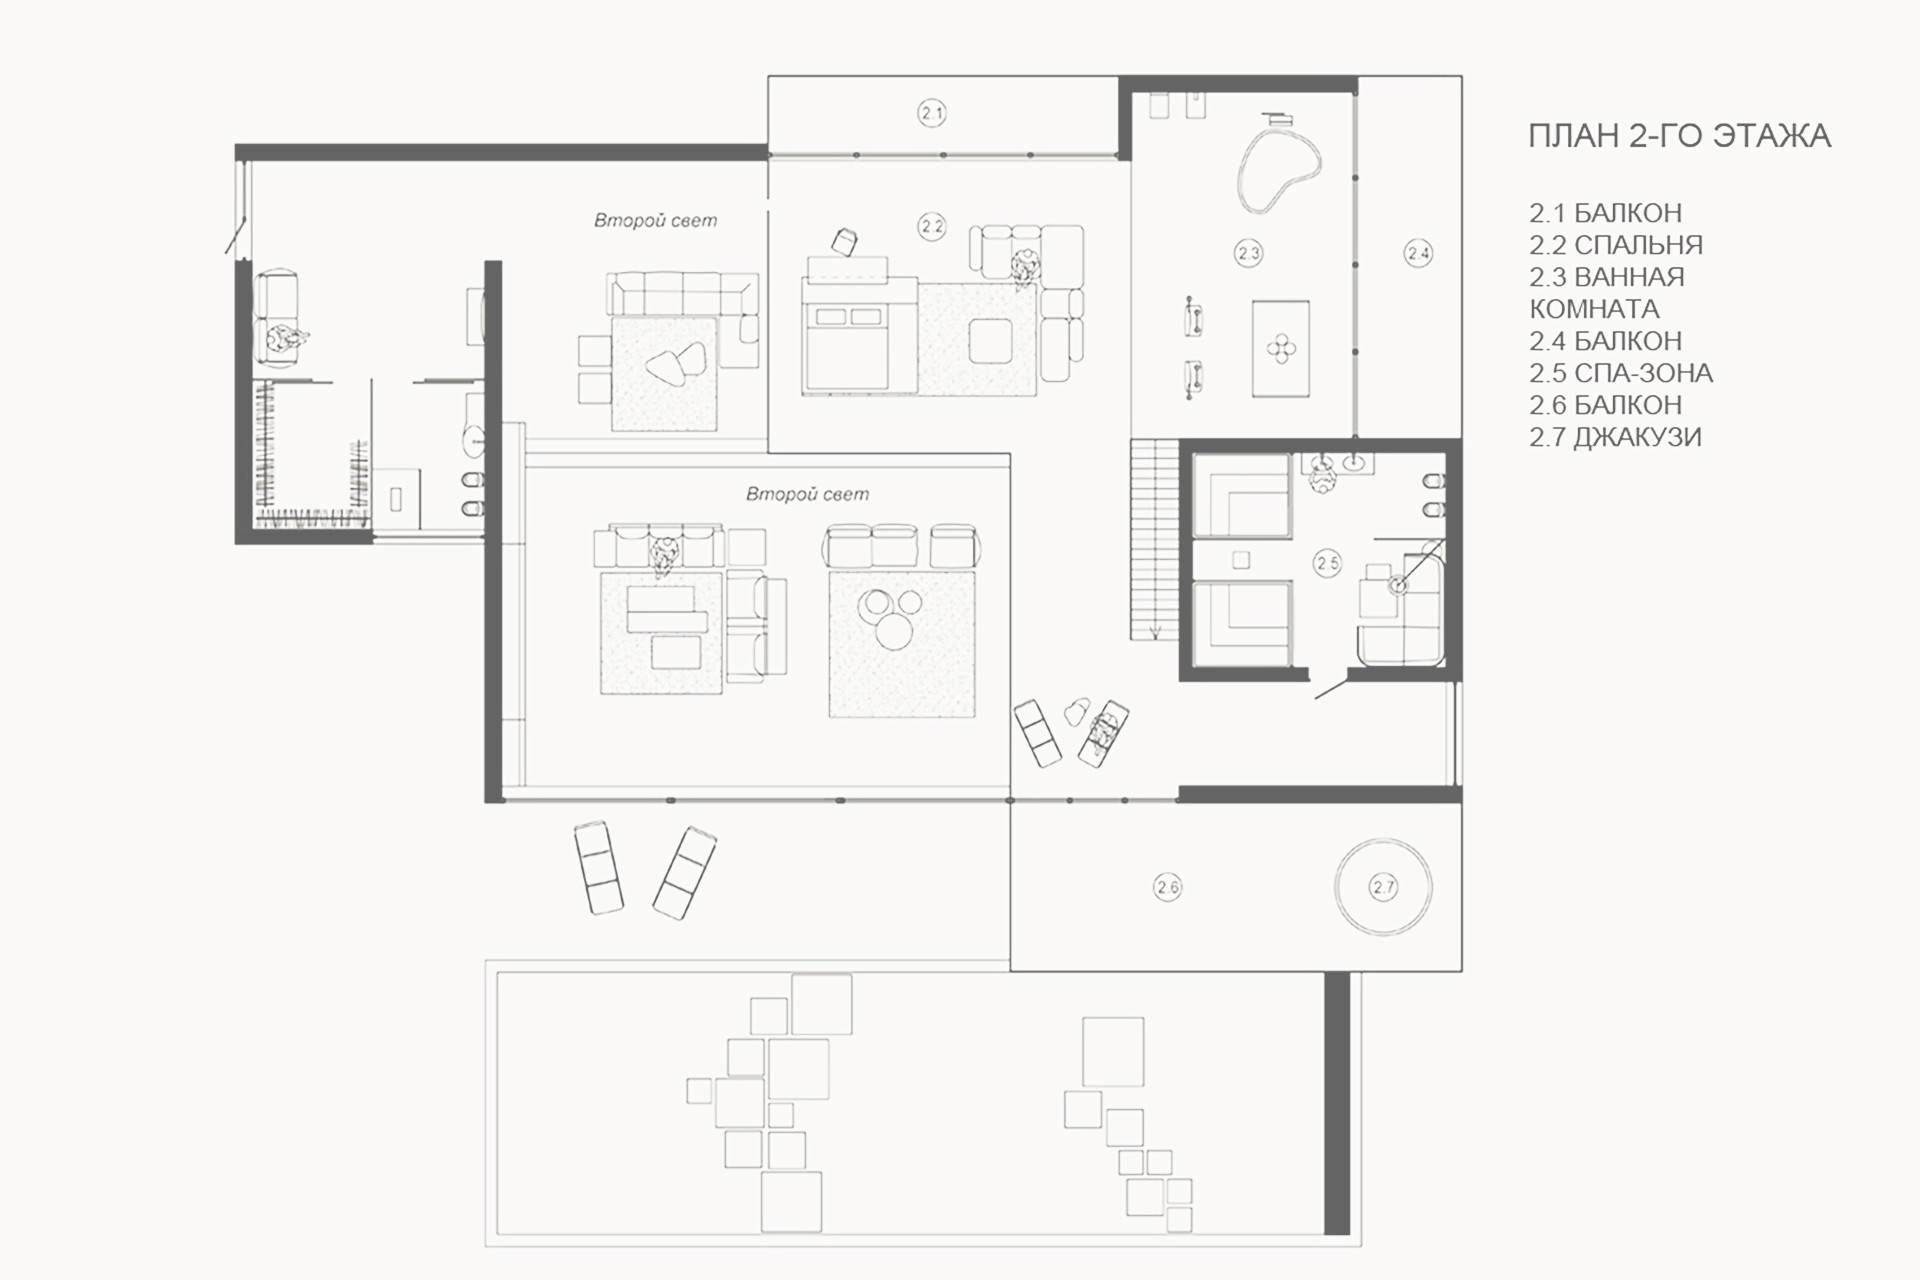 ПЛАН 2-ГО ЭТАЖА
2.1 БАЛКОН
2.2 СПАЛЬНЯ
2.3 ВАННАЯ
КОМНАТА
2.4 БАЛКОН
2.5 СПА-ЗОНА
2.6 БАЛКОН
2.7 ДЖАКУЗИ
2.1
Второй свет
2.2
2.3
2.4
Второй свет
2.5
2.6
2.7